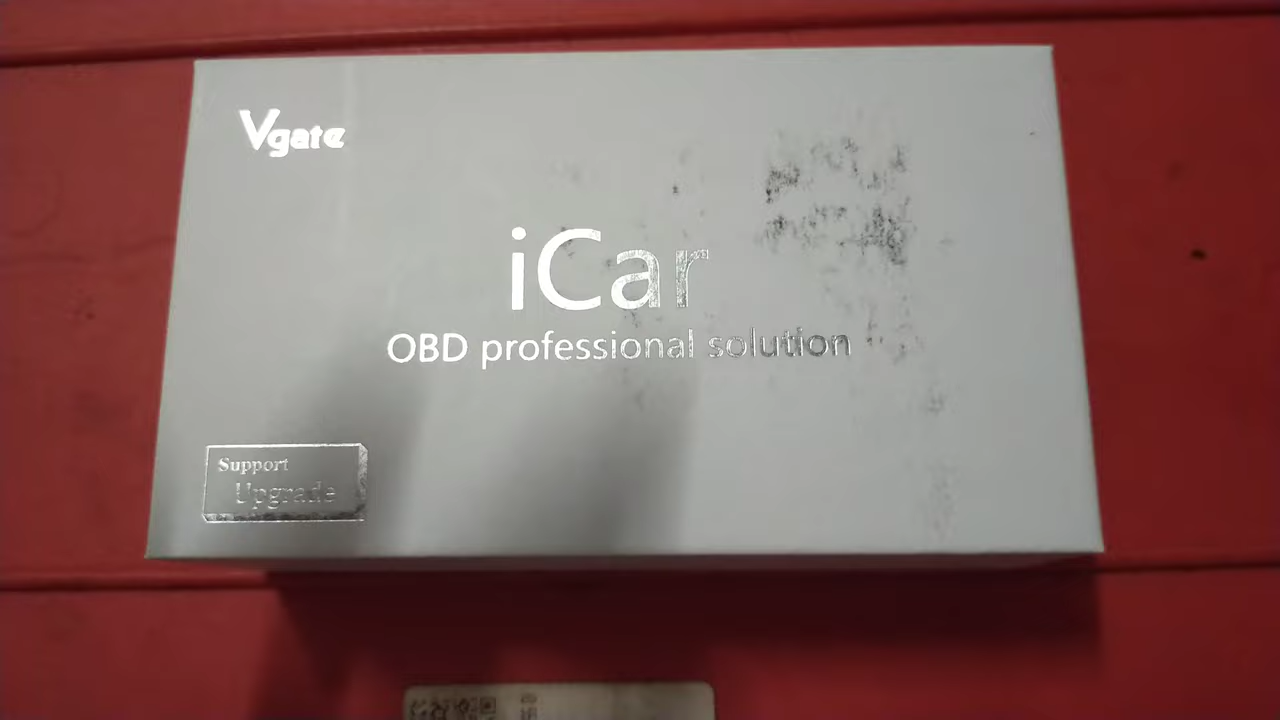 Vgate
iCar
OBD professional solution
Support
Upgrade